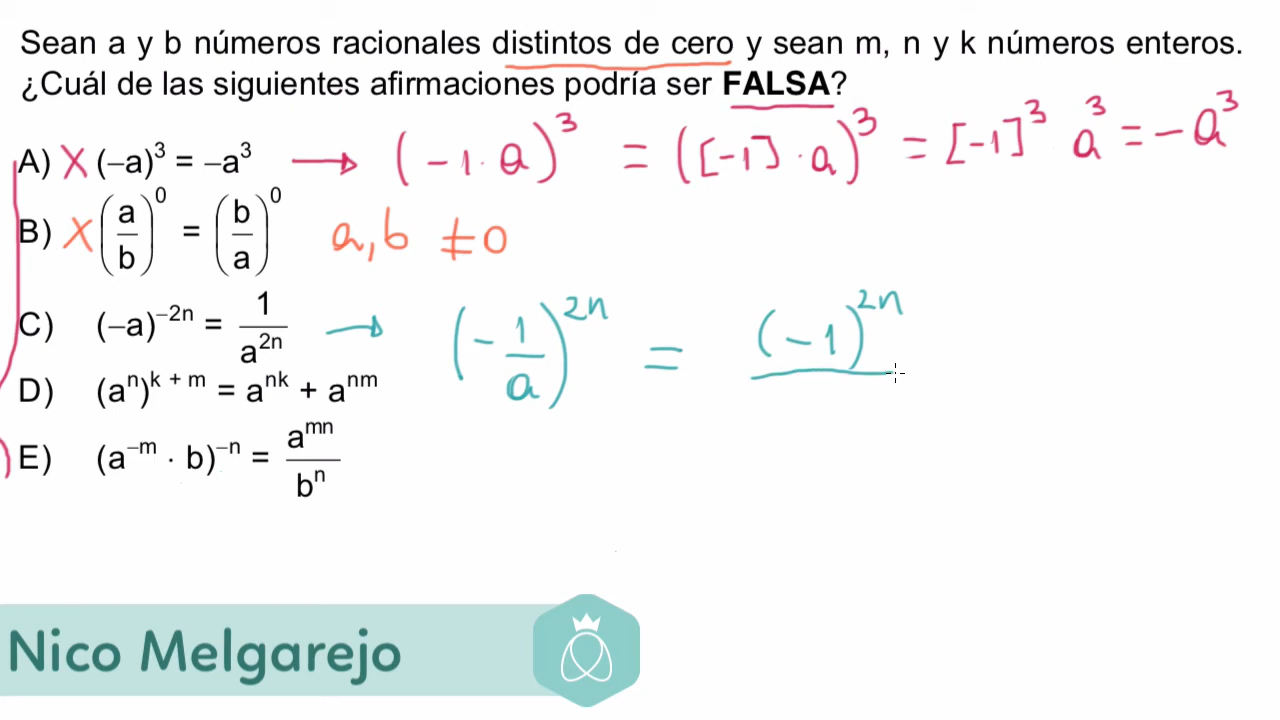 Sean a y b números racionales distintos de cero y sean m, n y k números enteros.
¿Cuál de las siguientes afirmaciones podría ser FALSA?
A) X (–a)³ = –a³ → (-1·a)³ = ([-1]·a)³ = [-1]³ a³ = -a³
B) X (a/b)⁰ = (b/a)⁰ a, b ≠ 0
C) (–a)⁻²ⁿ = 1/a²ⁿ → (-1/a)²ⁿ = (-1)²ⁿ
D) (aⁿ)ᵏ ⁺ ᵐ = aⁿᵏ + aⁿᵐ
E) (a⁻ᵐ · b)⁻ⁿ = aᵐⁿ/bⁿ
Nico Melgarejo